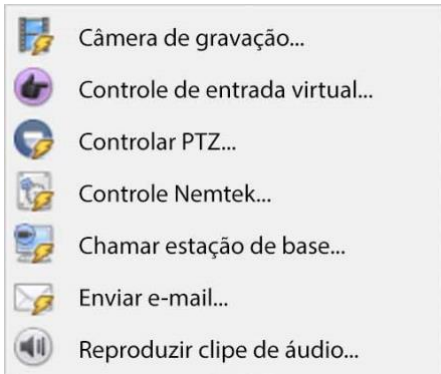 Câmera de gravação...
Controle de entrada virtual...
Controlar PTZ...
Controle Nemtek...
Chamar estação de base...
Enviar e-mail...
Reproduzir clipe de áudio...